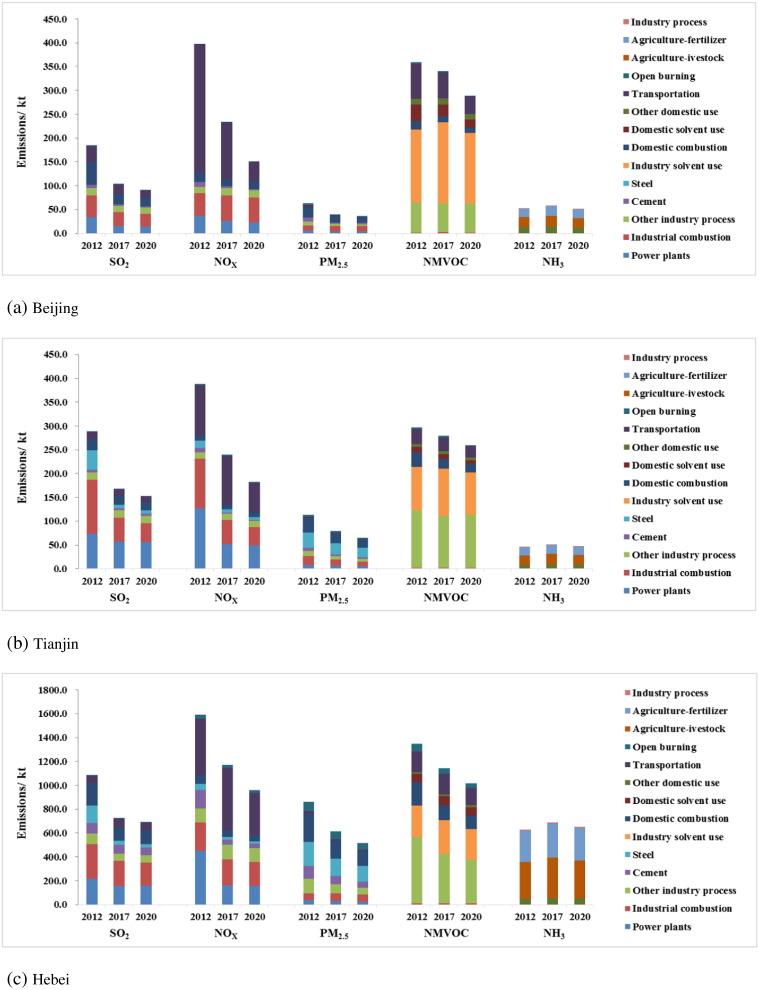 450.0
400.0
350.0
300.0
250.0
200.0
150.0
100.0
50.0
0.0
Emissions/ kt
2012 2017 2020 2012 2017 2020 2012 2017 2020 2012 2017 2020 2012 2017 2020
SO2 NOX PM2.5 NMVOC NH3
Industry process
Agriculture-fertilizer
Agriculture-ivestock
Open burning
Transportation
Other domestic use
Domestic solvent use
Domestic combustion
Industry solvent use
Steel
Cement
Other industry process
Industrial combustion
Power plants
(a) Beijing
450.0
400.0
350.0
300.0
250.0
200.0
150.0
100.0
50.0
0.0
Emissions/ kt
2012 2017 2020 2012 2017 2020 2012 2017 2020 2012 2017 2020 2012 2017 2020
SO2 NOX PM2.5 NMVOC NH3
Industry process
Agriculture-fertilizer
Agriculture-ivestock
Open burning
Transportation
Other domestic use
Domestic solvent use
Domestic combustion
Industry solvent use
Steel
Cement
Other industry process
Industrial combustion
Power plants
(b) Tianjin
1800.0
1600.0
1400.0
1200.0
1000.0
800.0
600.0
400.0
200.0
0.0
Emissions/ kt
2012 2017 2020 2012 2017 2020 2012 2017 2020 2012 2017 2020 2012 2017 2020
SO2 NOX PM2.5 NMVOC NH3
Industry process
Agriculture-fertilizer
Agriculture-ivestock
Open burning
Transportation
Other domestic use
Domestic solvent use
Domestic combustion
Industry solvent use
Steel
Cement
Other industry process
Industrial combustion
Power plants
(c) Hebei